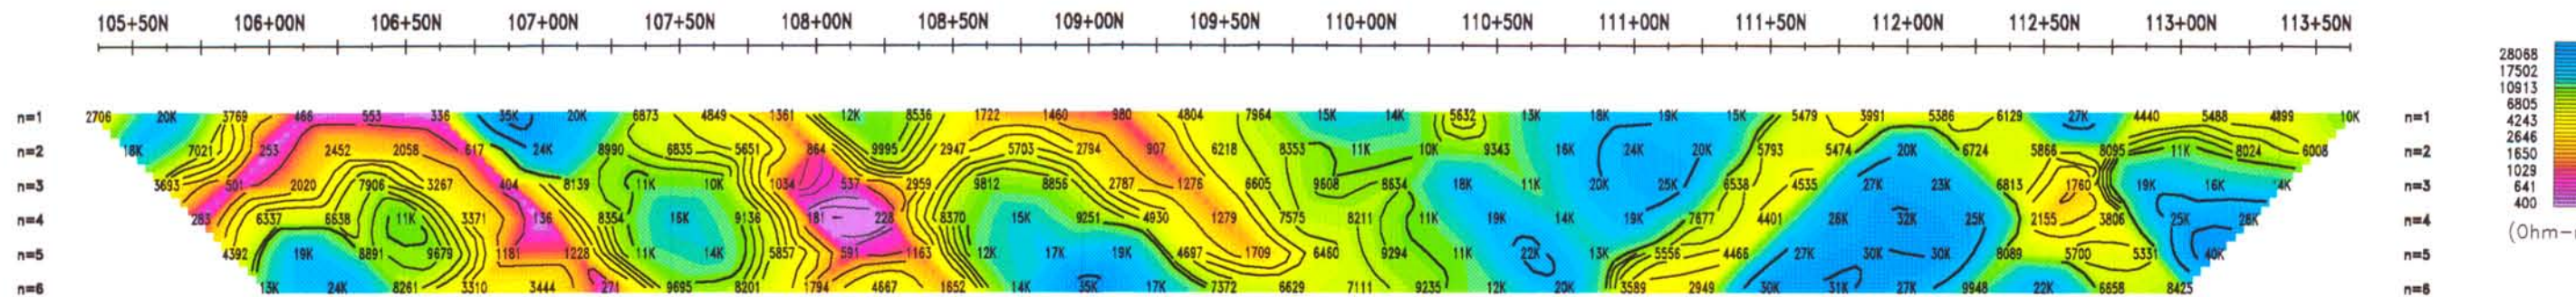 105+50N 106+00N 106+50N 107+00N 107+50N 108+00N 108+50N 109+00N 109+50N 110+00N 110+50N 111+00N 111+50N 112+00N 112+50N 113+00N 113+50N
28068
17502
10913
6805
4243
2646
1650
1029
641
400
(Ohm-
n=1 2706 20K 3769 466 553 336 35K 20K 6873 4849 1361 12K 8536 1722 1460 980 4804 7964 15K 14K 5632 13K 18K 19K 15K 5479 3991 5386 6129 27K 4440 5488 4899 10K n=1
n=2 18K 7021 253 2452 2058 617 24K 8990 6835 5651 864 9995 2947 5703 2794 907 6218 8353 11K 10K 9343 16K 24K 20K 5793 5474 20K 6724 5866 8095 11K 8024 6008 n=2
n=3 3693 501 2020 7906 3267 404 8139 11K 10K 1034 537 2959 9812 8856 2787 1276 6605 9608 8634 18K 11K 20K 25K 6538 4535 27K 23K 6813 1760 19K 16K 4K n=3
n=4 283 6337 6638 11K 3371 136 8354 16K 9136 181 228 8370 15K 9251 4930 1279 7575 8211 11K 19K 14K 19K 7677 4401 26K 32K 25K 2155 3806 25K 26K n=4
n=5 4392 19K 8891 9679 1181 1228 11K 14K 5857 591 1163 12K 17K 19K 4697 1709 6460 9294 11K 22K 13K 5556 4466 27K 30K 30K 8089 5700 5331 40K n=5
n=6 13K 24K 8261 3310 3444 271 9695 8201 1794 4667 1652 14K 35K 17K 7372 6629 7111 9235 12K 20K 3589 2949 30K 31K 27K 9948 22K 6658 8425 n=6